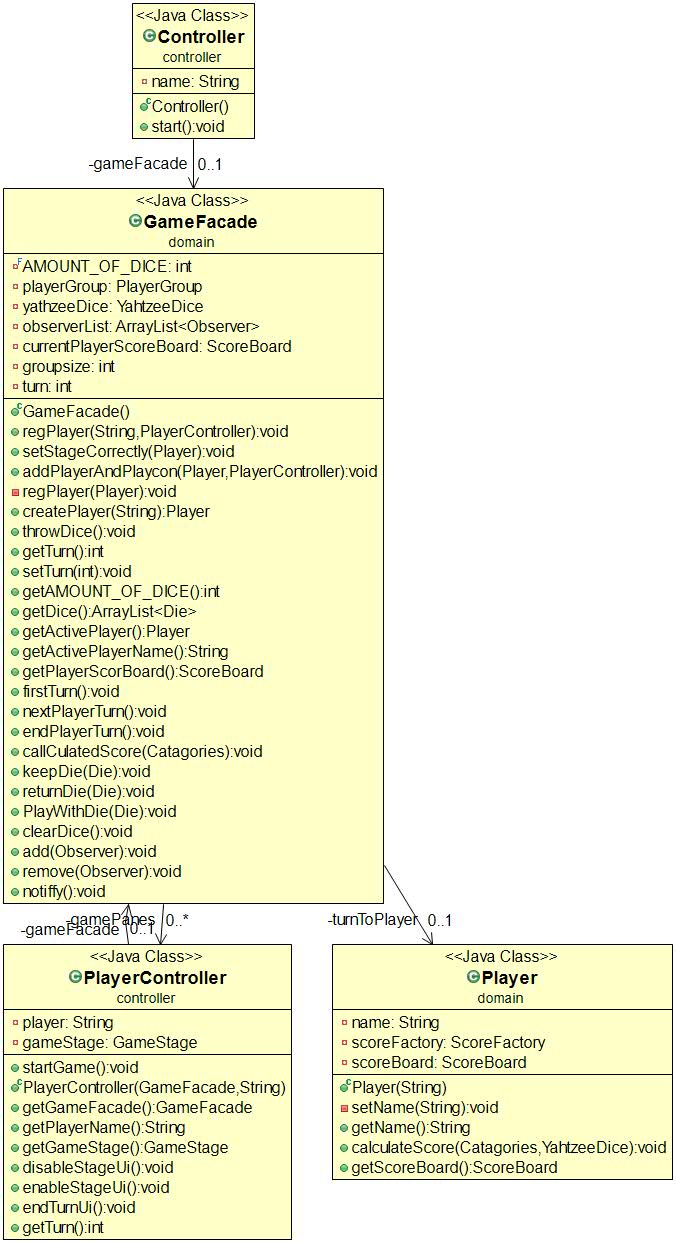 <<Java Class>>
Controller
controller
name: String
Controller()
start():void
-gameFacade 0..1
<<Java Class>>
GameFacade
domain
AMOUNT_OF_DICE: int
playerGroup: PlayerGroup
yathzeeDice: YahtzeeDice
observerList: ArrayList<Observer>
currentPlayerScoreBoard: ScoreBoard
groupsize: int
turn: int
GameFacade()
regPlayer(String,PlayerController):void
setStageCorrectly(Player):void
addPlayerAndPlaycon(Player,PlayerController):void
regPlayer(Player):void
createPlayer(String):Player
throwDice():void
getTurn():int
setTurn(int):void
getAMOUNT_OF_DICE():int
getDice():ArrayList<Die>
getActivePlayer():Player
getActivePlayerName():String
getPlayerScorBoard():ScoreBoard
firstTurn():void
nextPlayerTurn():void
endPlayerTurn():void
callCulatedScore(Catagories):void
keepDie(Die):void
returnDie(Die):void
PlayWithDie(Die):void
clearDice():void
add(Observer):void
remove(Observer):void
notiffy():void
-gamePanes 0..*
-gameFacade 0..1
-turnToPlayer 0..1
<<Java Class>>
PlayerController
controller
player: String
gameStage: GameStage
startGame():void
PlayerController(GameFacade,String)
getGameFacade():GameFacade
getPlayerName():String
getGameStage():GameStage
disableStageUi():void
enableStageUi():void
endTurnUi():void
getTurn():int
<<Java Class>>
Player
domain
name: String
scoreFactory: ScoreFactory
scoreBoard: ScoreBoard
Player(String)
setName(String):void
getName():String
calculateScore(Catagories,YahtzeeDice):void
getScoreBoard():ScoreBoard